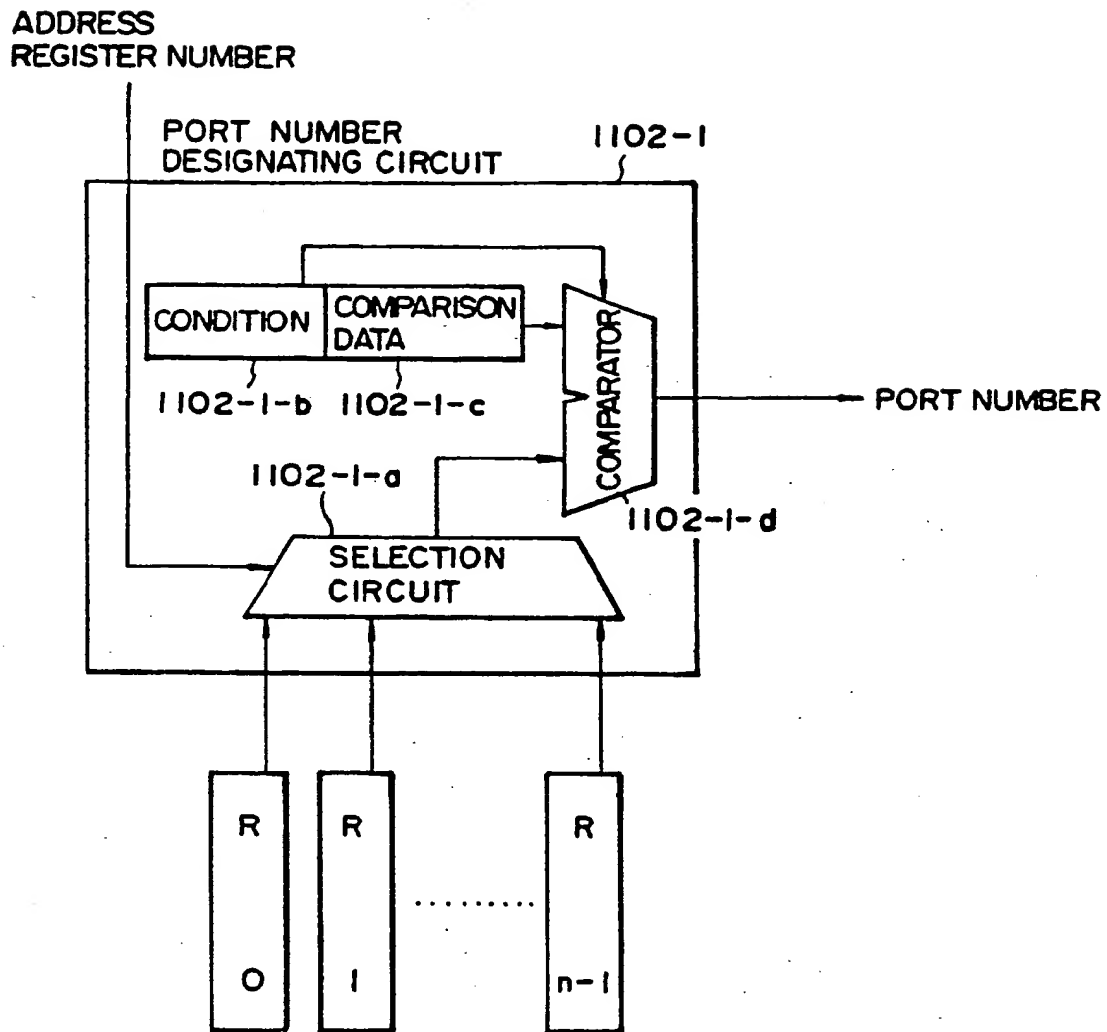 ADDRESS
REGISTER NUMBER
PORT NUMBER
DESIGNATING CIRCUIT
1102-1
CONDITION
COMPARISON
DATA
COMPARATOR
1102-1-b
1102-1-c
PORT NUMBER
1102-1-a
1102-1-d
SELECTION
CIRCUIT
R R R
0 1 n-1